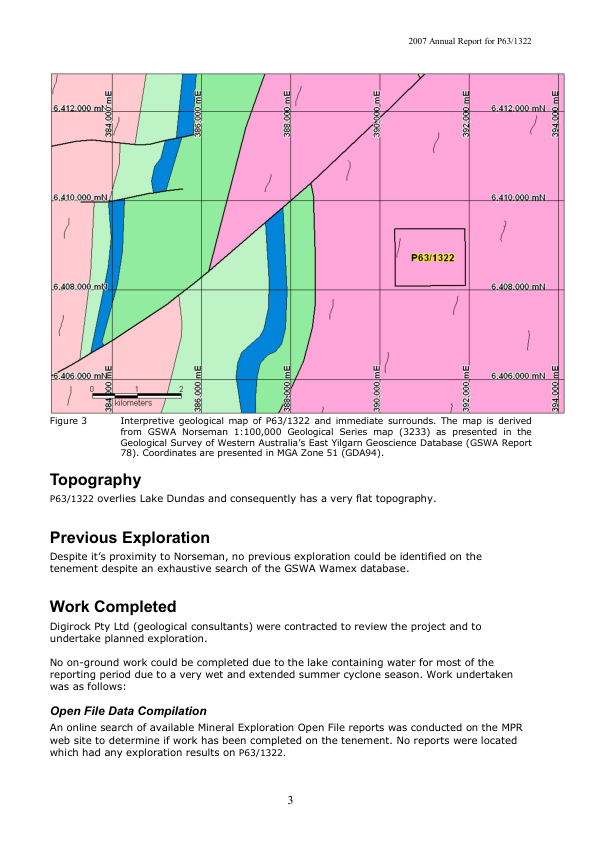 2007 Annual Report for P63/1322
384.000 mE
386.000 mE
388.000 mE
390.000 mE
392.000 mE
394.000 mE
6.412.000 mN
6.412.000 mN
6.410.000 mN
6.410.000 mN
P63/1322
6.408.000 mN
6.408.000 mN
6.406.000 mN
6.406.000 mN
0 1 2
kilometers
384.000 mE
386.000 mE
388.000 mE
390.000 mE
392.000 mE
394.000 mE
Figure 3 Interpretive geological map of P63/1322 and immediate surrounds. The map is derived
from GSWA Norseman 1:100,000 Geological Series map (3233) as presented in the
Geological Survey of Western Australia's East Yilgarn Geoscience Database (GSWA Report
78). Coordinates are presented in MGA Zone 51 (GDA94).
Topography
P63/1322 overlies Lake Dundas and consequently has a very flat topography.
Previous Exploration
Despite it's proximity to Norseman, no previous exploration could be identified on the
tenement despite an exhaustive search of the GSWA Wamex database.
Work Completed
Digirock Pty Ltd (geological consultants) were contracted to review the project and to
undertake planned exploration.
No on-ground work could be completed due to the lake containing water for most of the
reporting period due to a very wet and extended summer cyclone season. Work undertaken
was as follows:
Open File Data Compilation
An online search of available Mineral Exploration Open File reports was conducted on the MPR
web site to determine if work has been completed on the tenement. No reports were located
which had any exploration results on P63/1322.
3